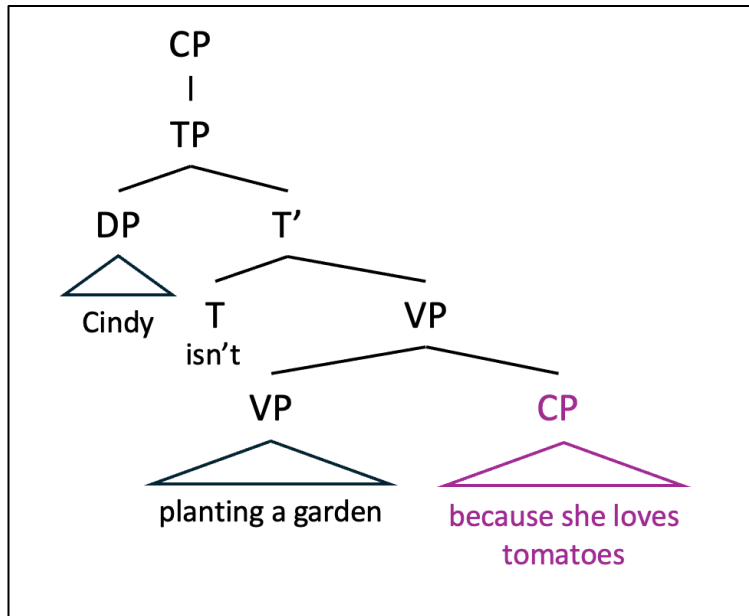 CP
TP
DP T’
Cindy T VP
isn’t
VP CP
planting a garden because she loves
tomatoes